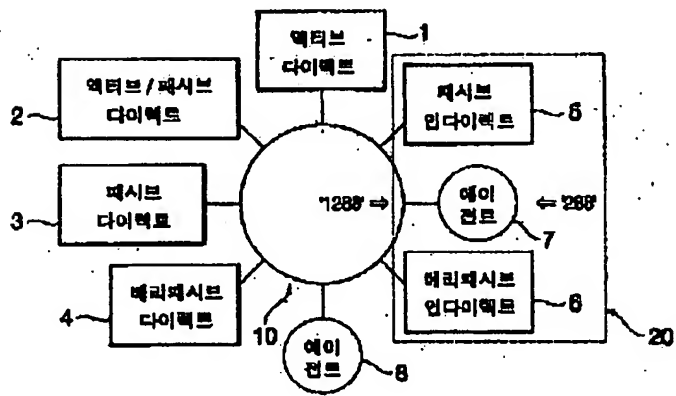 액티브
다이렉트
1
액티브/패시브
다이렉트
2
패시브
인다이렉트
5
패시브
다이렉트
3
'1288' ⇒
에이
전트
7
⇐ '288'
베리패시브
다이렉트
4
베리패시브
인다이렉트
6
10
20
에이
전트
8